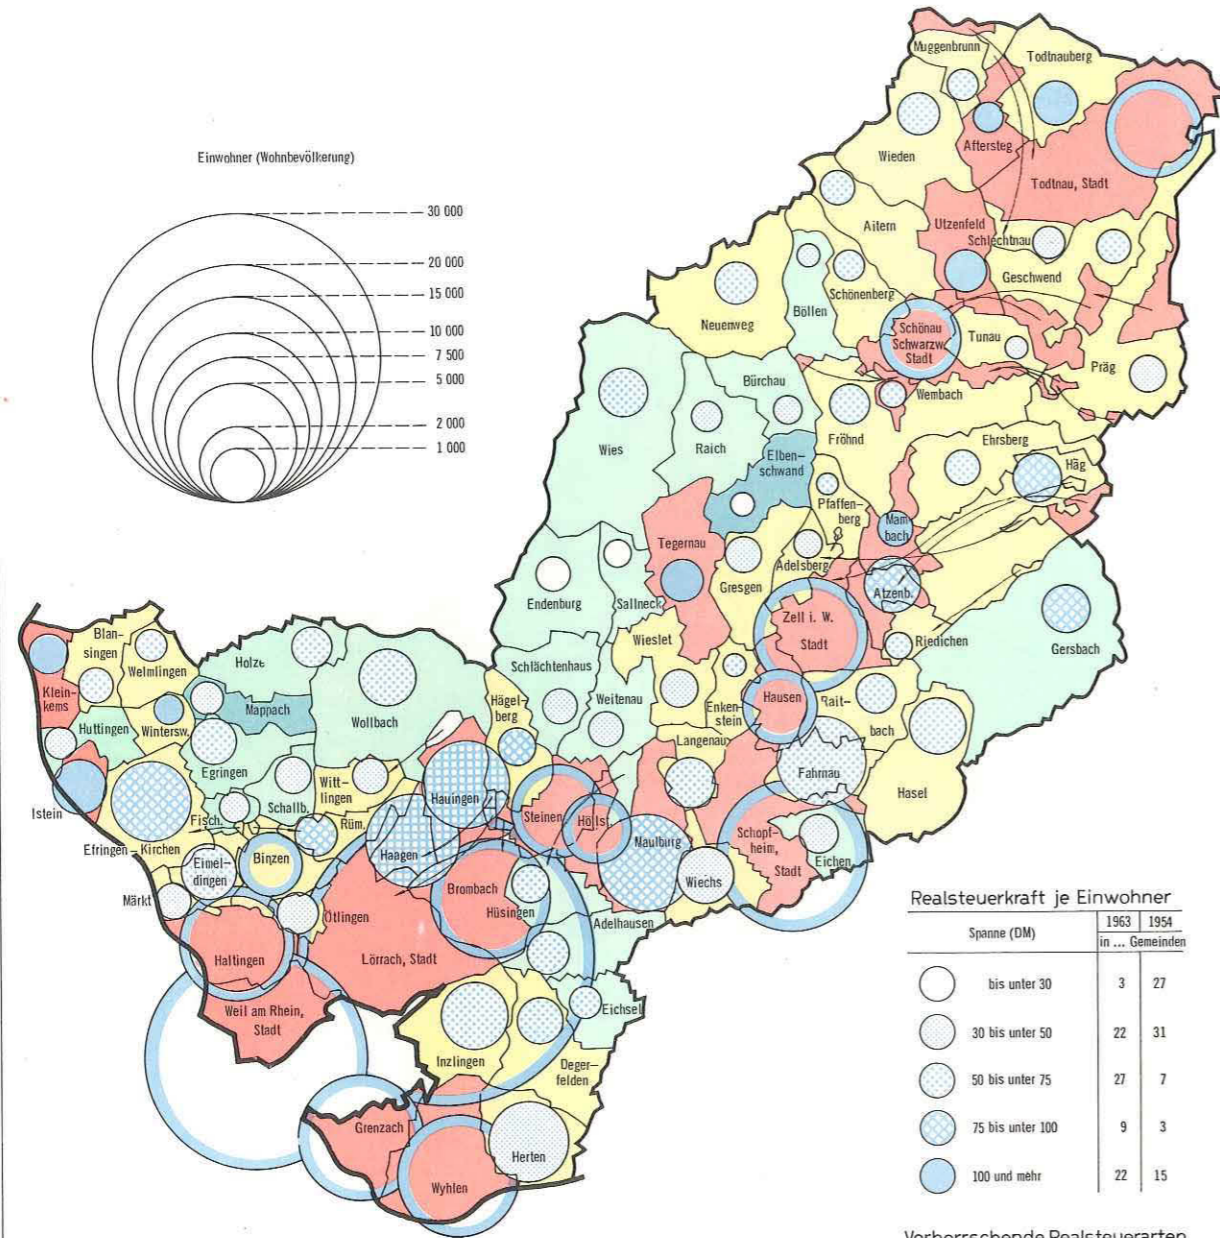 Einwohner (Wohnbevölkerung)
30 000
20 000
15 000
10 000
7 500
5 000
2 000
1 000
Muggenbrunn
Todtnauberg
Wieden
Aftersteg
Todtnau, Stadt
Aitern
Utzenfeld
Schlechtnau
Geschwend
Schönenberg
Böllen
Neuenweg
Schönau
Schwarzw.
Stadt
Tunau
Präg
Wembach
Bürchau
Fröhnd
Wies
Raich
Ehrsberg
Elben-
schwand
Häg
Pfaffen-
berg
Mam-
bach
Tegernau
Adelsberg
Gresgen
Atzenb.
Endenburg
Sallneck
Zell i. W.
Stadt
Riedichen
Gersbach
Wieslet
Blan-
singen
Welmlingen
Holze
Schlächtenhaus
Klein-
kems
Mappach
Wollbach
Hägel-
berg
Weitenau
Enken-
stein
Hausen
Rait-
bach
Huttingen
Wintersw.
Langenau
Egringen
Fahrnau
Hasel
Witt-
lingen
Schallb.
Hauingen
Istein
Fisch.
Rüm.
Steinen
Höllst.
Maulburg
Schopf-
heim,
Stadt
Eichen
Efringen-Kirchen
Haagen
Binzen
Eimel-
dingen
Wiechs
Märkt
Brombach
Hüsingen
Ötlingen
Adelhausen
Haltingen
Lörrach, Stadt
Weil am Rhein,
Stadt
Eichsel
Inzlingen
Deger-
felden
Grenzach
Herten
Wyhlen
Realsteuerkraft je Einwohner
Spanne (DM) 1963 1954
in ... Gemeinden
bis unter 30 3 27
30 bis unter 50 22 31
50 bis unter 75 27 7
75 bis unter 100 9 3
100 und mehr 22 15
Vorherrschende Realsteuerarten